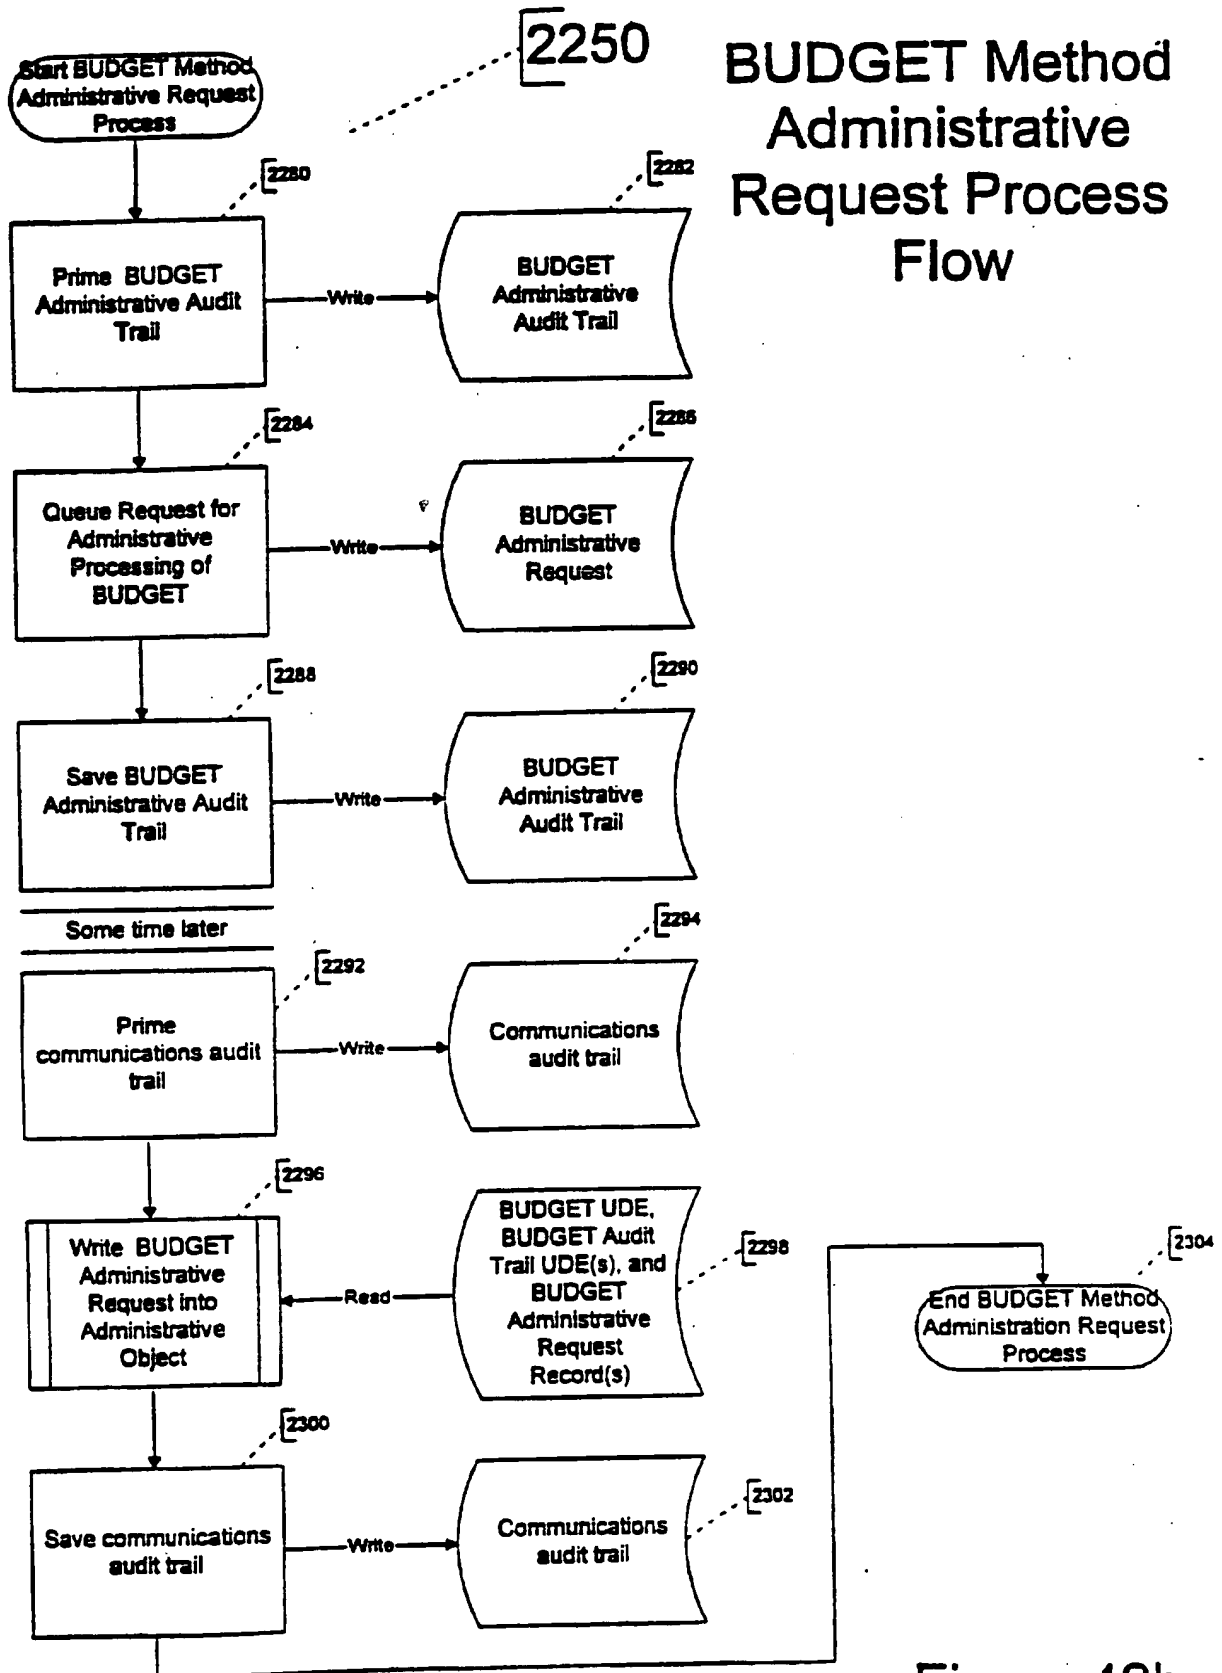 2250
BUDGET Method
Administrative
Request Process
Flow
Start BUDGET Method
Administrative Request
Process
2280
2282
Prime BUDGET
Administrative Audit
Trail
Write
BUDGET
Administrative
Audit Trail
2284
2286
Queue Request for
Administrative
Processing of
BUDGET
Write
BUDGET
Administrative
Request
2288
2290
Save BUDGET
Administrative Audit
Trail
Write
BUDGET
Administrative
Audit Trail
Some time later
2292
2294
Prime
communications audit
trail
Write
Communications
audit trail
2296
2298
Write BUDGET
Administrative
Request into
Administrative
Object
Read
BUDGET UDE,
BUDGET Audit
Trail UDE(s), and
BUDGET
Administrative
Request
Record(s)
2304
End BUDGET Method
Administration Request
Process
2300
2302
Save communications
audit trail
Write
Communications
audit trail